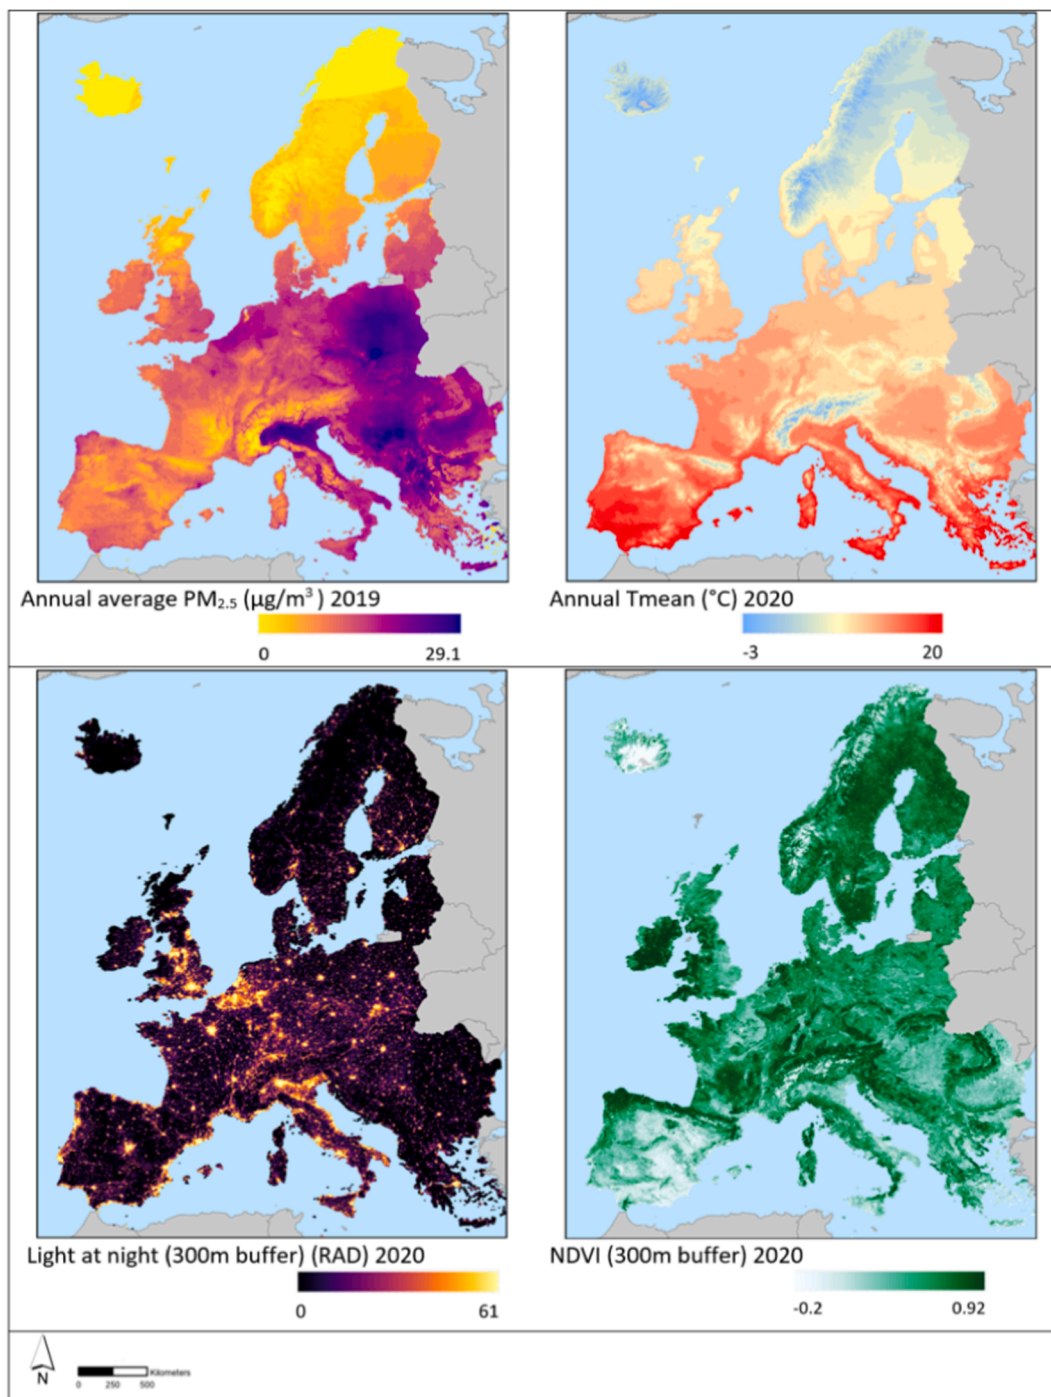 Annual average PM₂.₅ (µg/m³ ) 2019
0 29.1
Annual Tmean (°C) 2020
-3 20
Light at night (300m buffer) (RAD) 2020
0 61
NDVI (300m buffer) 2020
-0.2 0.92
N
Kilometers
0 250 500